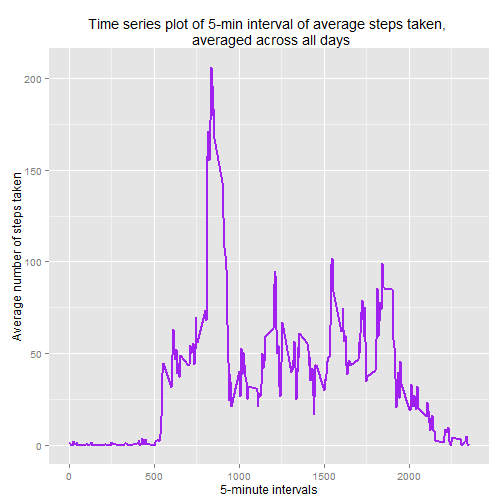 Time series plot of 5-min interval of average steps taken,
averaged across all days
Average number of steps taken
200
150
100
50
0
0 500 1000 1500 2000
5-minute intervals